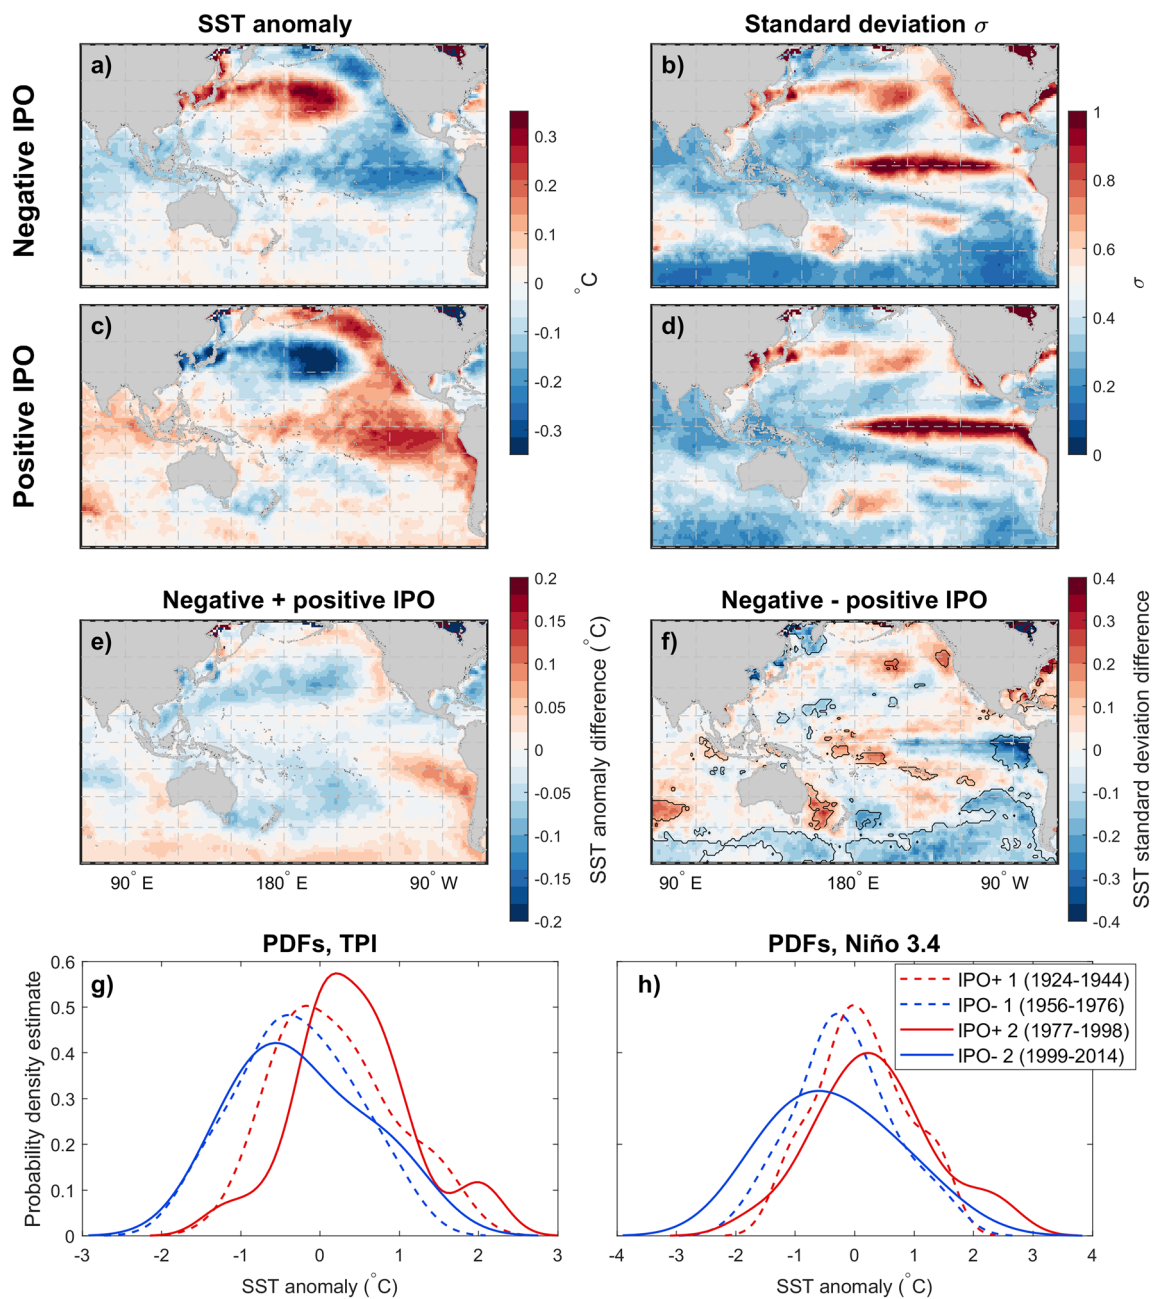 SST anomaly
Standard deviation σ
Negative IPO
a)
b)
0.3
0.2
0.1
0
-0.1
-0.2
-0.3
°C
1
0.8
0.6
0.4
0.2
0
σ
Positive IPO
c)
d)
Negative + positive IPO
Negative - positive IPO
e)
f)
0.2
0.15
0.1
0.05
0
-0.05
-0.1
-0.15
-0.2
SST anomaly difference (°C)
0.4
0.3
0.2
0.1
0
-0.1
-0.2
-0.3
-0.4
SST standard deviation difference
90° E 180° E 90° W
90° E 180° E 90° W
PDFs, TPI
PDFs, Niño 3.4
g)
h)
Probability density estimate
0.6
0.5
0.4
0.3
0.2
0.1
0
-3 -2 -1 0 1 2 3
SST anomaly (°C)
IPO+ 1 (1924-1944)
IPO- 1 (1956-1976)
IPO+ 2 (1977-1998)
IPO- 2 (1999-2014)
-4 -3 -2 -1 0 1 2 3 4
SST anomaly (°C)